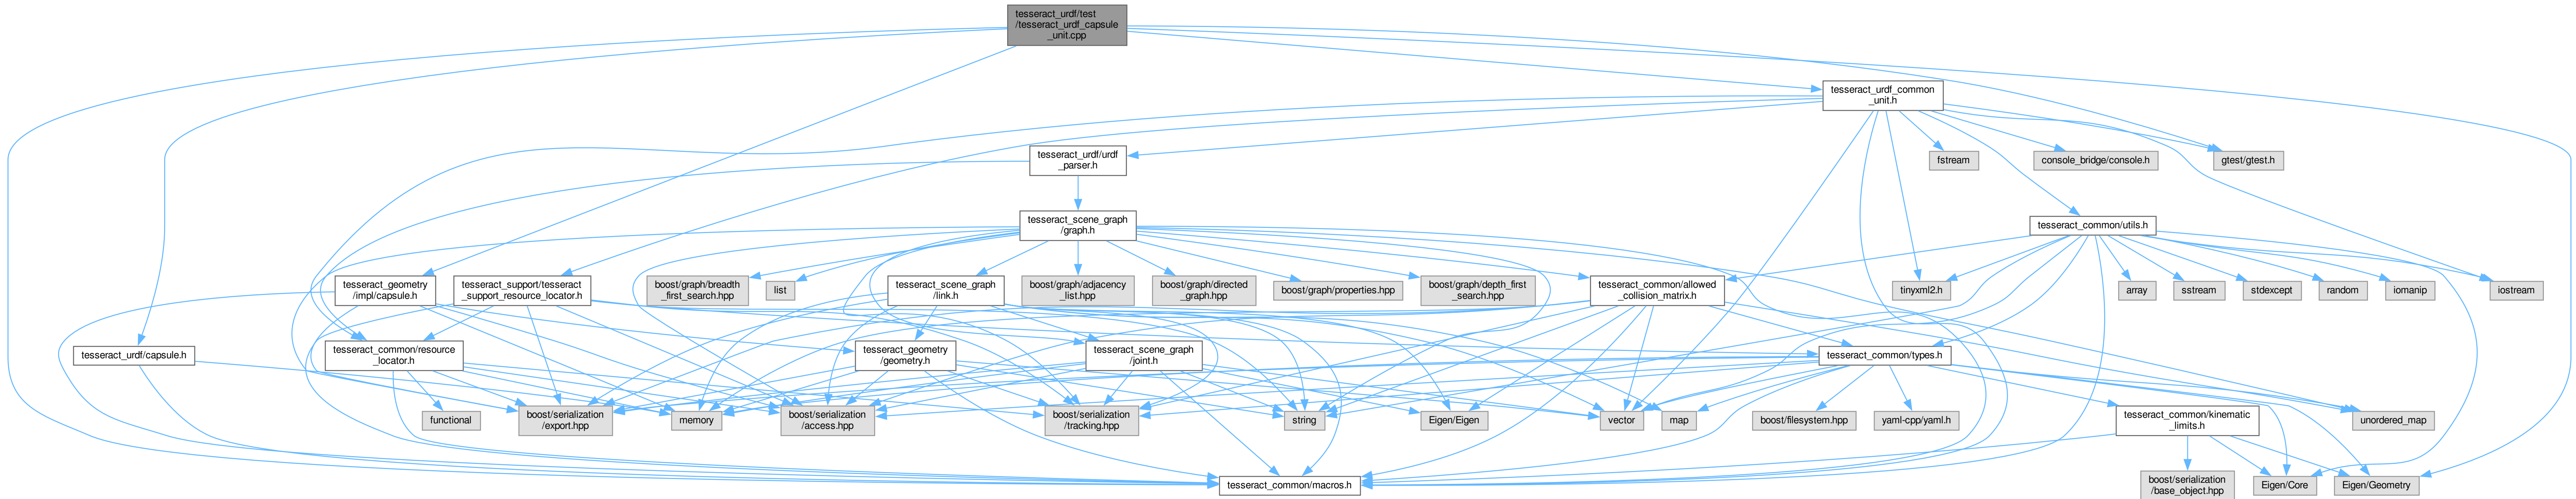 tesseract_urdf/test
/tesseract_urdf_capsule
_unit.cpp
tesseract_urdf_common
_unit.h
tesseract_urdf/urdf
_parser.h
fstream
console_bridge/console.h
gtest/gtest.h
tesseract_scene_graph
/graph.h
tesseract_common/utils.h
tesseract_geometry
/impl/capsule.h
tesseract_support/tesseract
_support_resource_locator.h
boost/graph/breadth
_first_search.hpp
list
tesseract_scene_graph
/link.h
boost/graph/adjacency
_list.hpp
boost/graph/directed
_graph.hpp
boost/graph/properties.hpp
boost/graph/depth_first
_search.hpp
tesseract_common/allowed
_collision_matrix.h
tinyxml2.h
array
sstream
stdexcept
random
iomanip
iostream
tesseract_urdf/capsule.h
tesseract_common/resource
_locator.h
tesseract_geometry
/geometry.h
tesseract_scene_graph
/joint.h
tesseract_common/types.h
functional
boost/serialization
/export.hpp
memory
boost/serialization
/access.hpp
boost/serialization
/tracking.hpp
string
Eigen/Eigen
vector
map
boost/filesystem.hpp
yaml-cpp/yaml.h
tesseract_common/kinematic
_limits.h
unordered_map
tesseract_common/macros.h
boost/serialization
/base_object.hpp
Eigen/Core
Eigen/Geometry